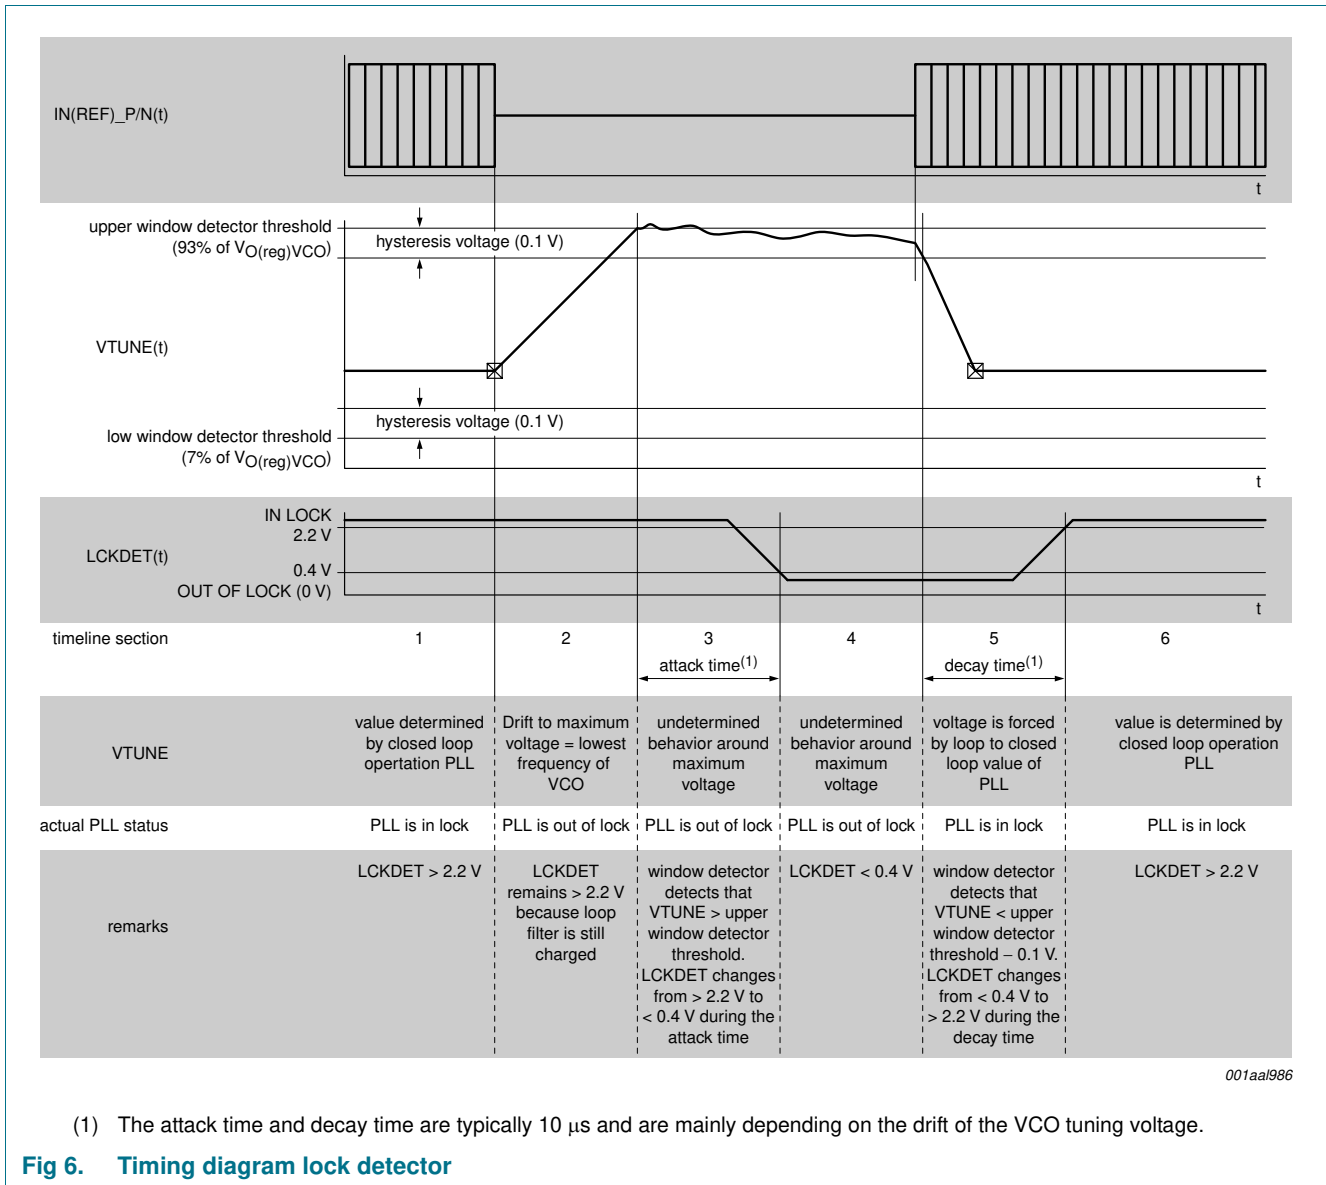 IN(REF)_P/N(t)
t
upper window detector threshold
(93% of VO(reg)VCO)
hysteresis voltage (0.1 V)
VTUNE(t)
hysteresis voltage (0.1 V)
low window detector threshold
(7% of VO(reg)VCO)
t
IN LOCK
2.2 V
LCKDET(t)
0.4 V
OUT OF LOCK (0 V)
t
timeline section
1
2
3
4
5
6
attack time(1)
decay time(1)
VTUNE
value determined
by closed loop
opertation PLL
Drift to maximum
voltage = lowest
frequency of
VCO
undetermined
behavior around
maximum
voltage
undetermined
behavior around
maximum
voltage
voltage is forced
by loop to closed
loop value of
PLL
value is determined by
closed loop operation
PLL
actual PLL status
PLL is in lock
PLL is out of lock
PLL is out of lock
PLL is out of lock
PLL is in lock
PLL is in lock
remarks
LCKDET > 2.2 V
LCKDET
remains > 2.2 V
because loop
filter is still
charged
window detector
detects that
VTUNE > upper
window detector
threshold.
LCKDET changes
from > 2.2 V to
< 0.4 V during the
attack time
LCKDET < 0.4 V
window detector
detects that
VTUNE < upper
window detector
threshold − 0.1 V.
LCKDET changes
from < 0.4 V to
> 2.2 V during the
decay time
LCKDET > 2.2 V
001aal986
(1) The attack time and decay time are typically 10 μs and are mainly depending on the drift of the VCO tuning voltage.
Fig 6. Timing diagram lock detector